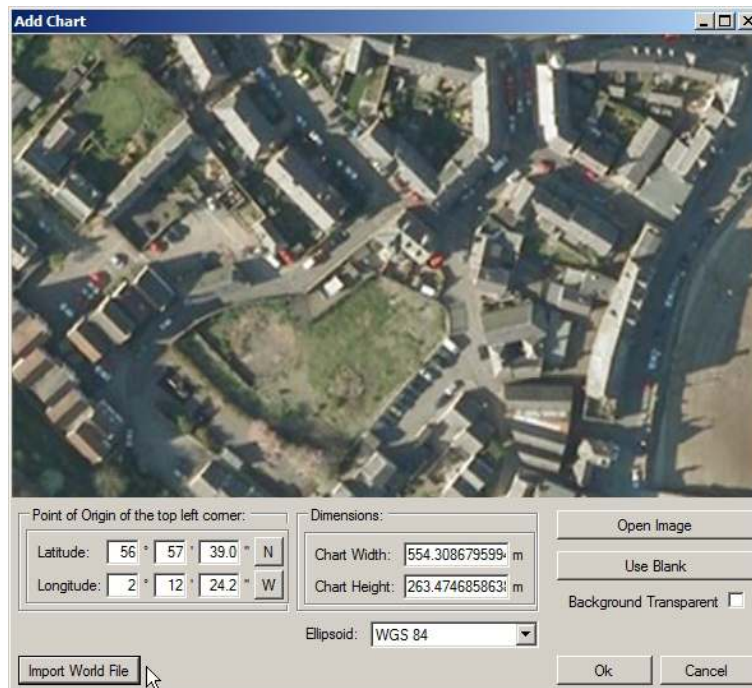 Add Chart
Point of Origin of the top left corner:
Latitude: 56 ° 57 ' 39.0 " N
Longitude: 2 ° 12 ' 24.2 " W
Dimensions:
Chart Width: 554.3086795994 m
Chart Height: 263.4746858638 m
Ellipsoid: WGS 84
Open Image
Use Blank
Background Transparent
Import World File
Ok
Cancel